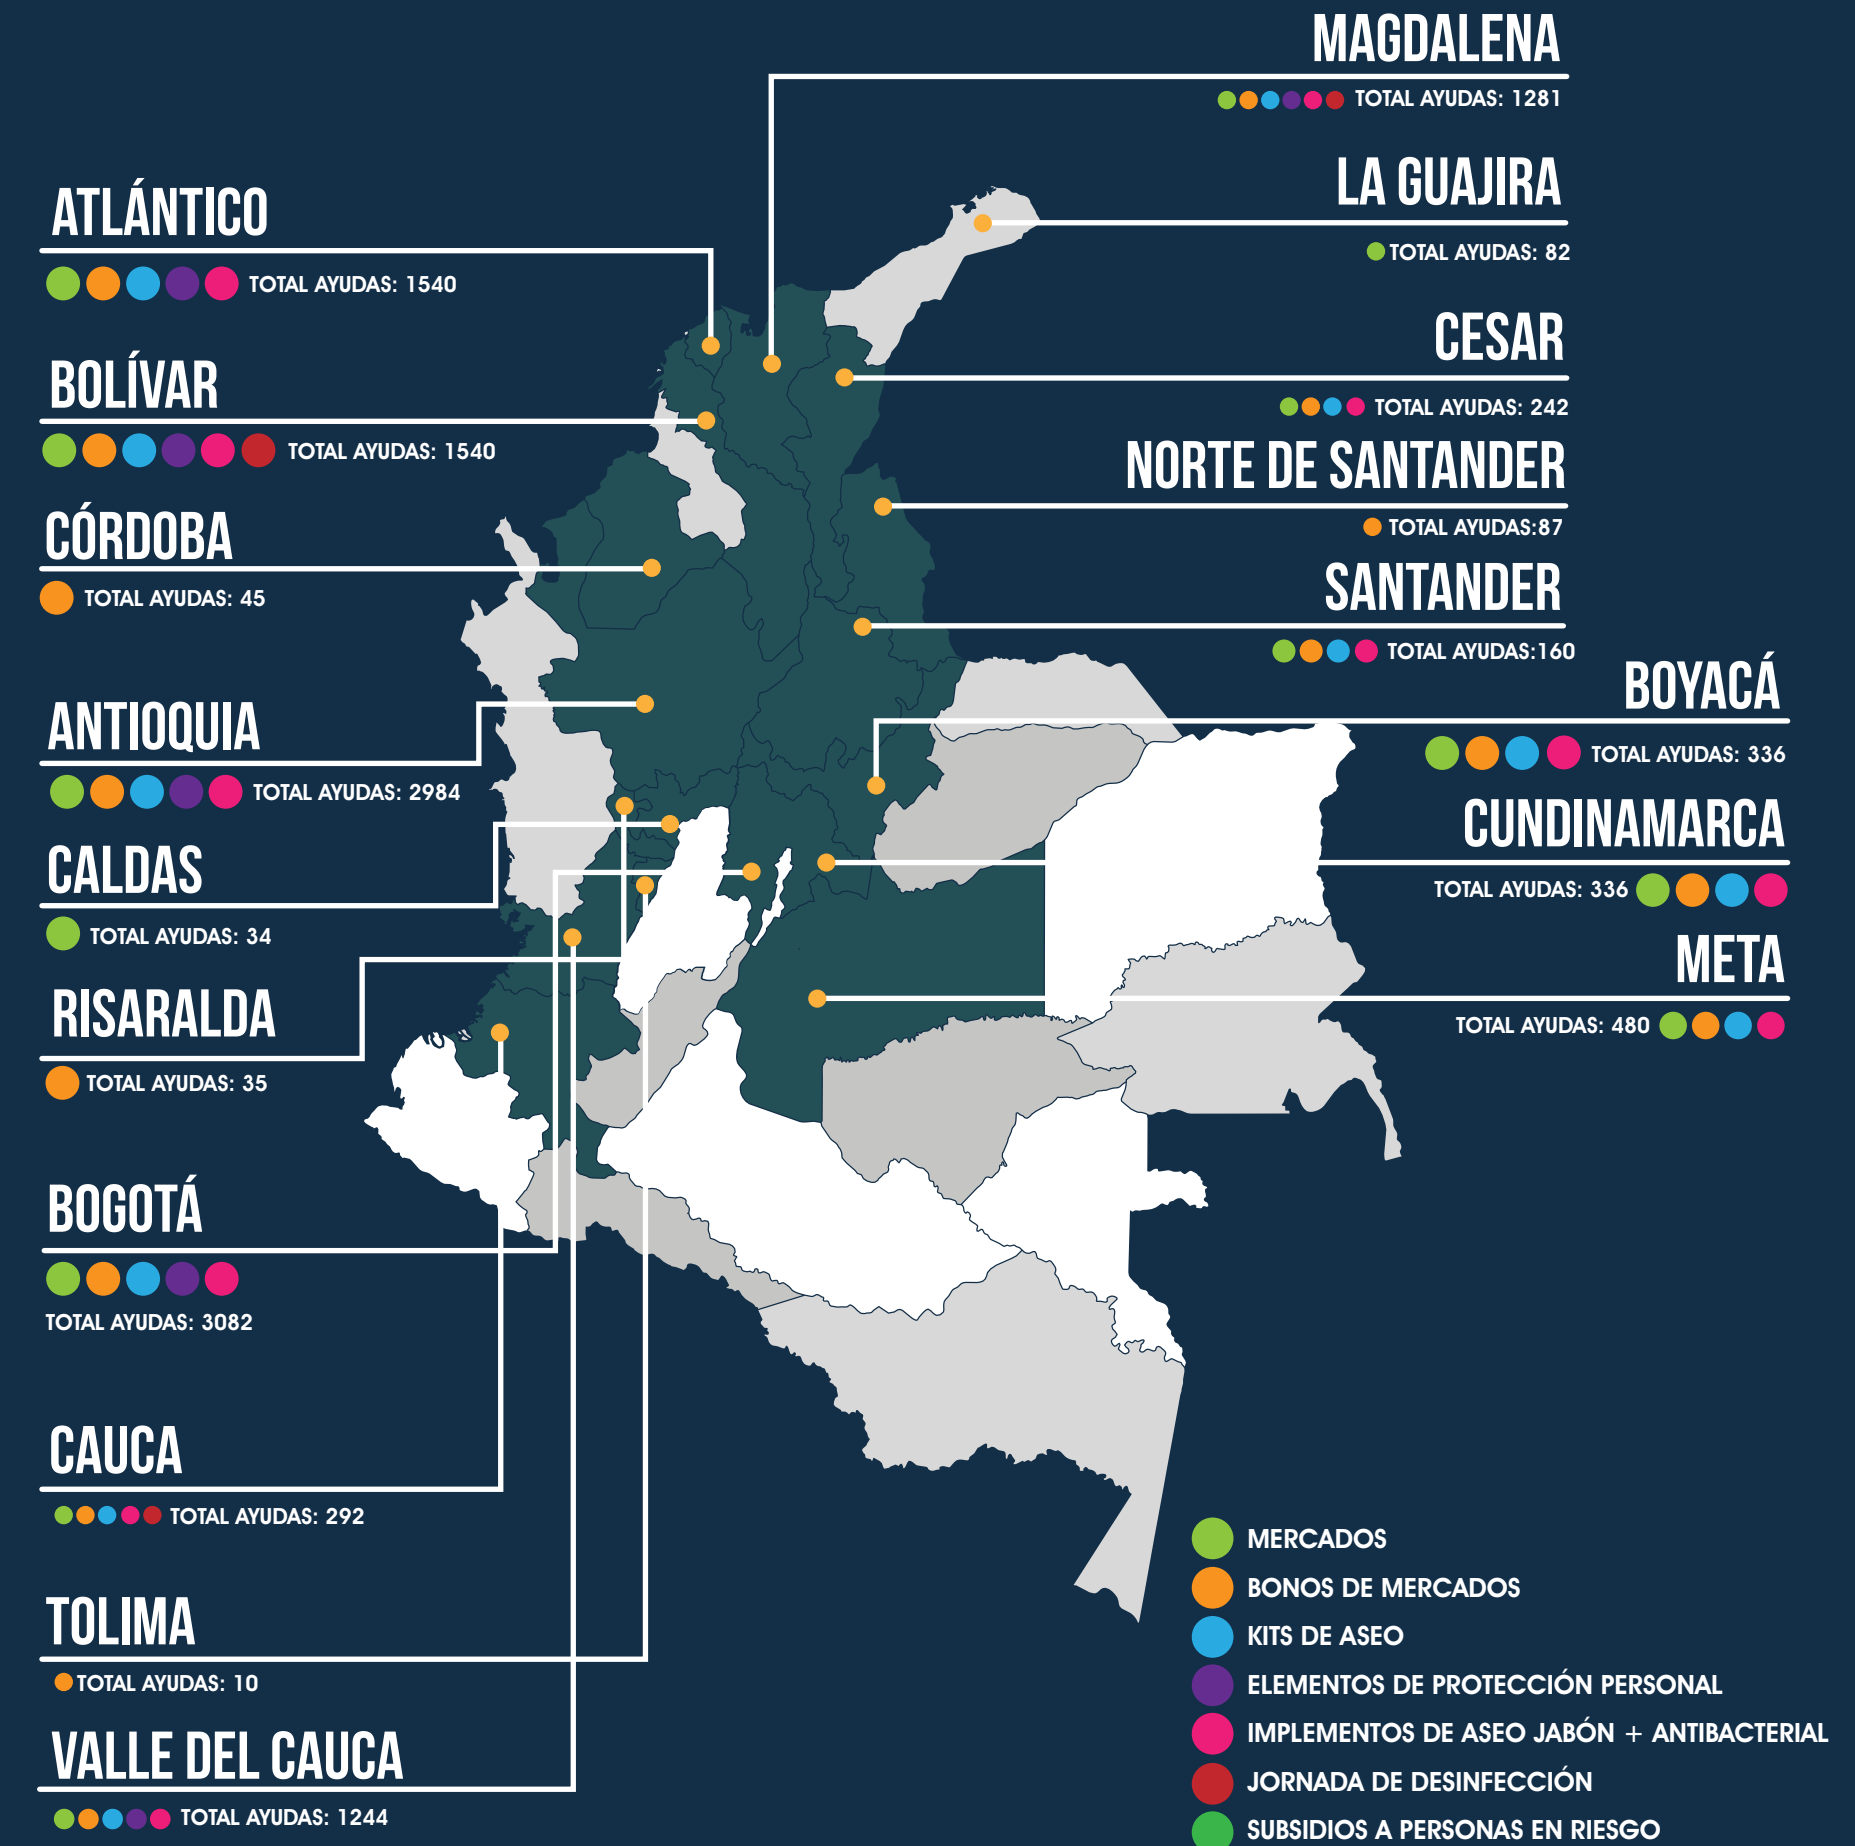 MAGDALENA
TOTAL AYUDAS: 1281
LA GUAJIRA
TOTAL AYUDAS: 82
CESAR
TOTAL AYUDAS: 242
NORTE DE SANTANDER
TOTAL AYUDAS:87
SANTANDER
TOTAL AYUDAS:160
BOYACÁ
TOTAL AYUDAS: 336
CUNDINAMARCA
TOTAL AYUDAS: 336
META
TOTAL AYUDAS: 480
ATLÁNTICO
TOTAL AYUDAS: 1540
BOLÍVAR
TOTAL AYUDAS: 1540
CÓRDOBA
TOTAL AYUDAS: 45
ANTIOQUIA
TOTAL AYUDAS: 2984
CALDAS
TOTAL AYUDAS: 34
RISARALDA
TOTAL AYUDAS: 35
BOGOTÁ
TOTAL AYUDAS: 3082
CAUCA
TOTAL AYUDAS: 292
TOLIMA
TOTAL AYUDAS: 10
VALLE DEL CAUCA
TOTAL AYUDAS: 1244
MERCADOS
BONOS DE MERCADOS
KITS DE ASEO
ELEMENTOS DE PROTECCIÓN PERSONAL
IMPLEMENTOS DE ASEO JABÓN + ANTIBACTERIAL
JORNADA DE DESINFECCIÓN
SUBSIDIOS A PERSONAS EN RIESGO